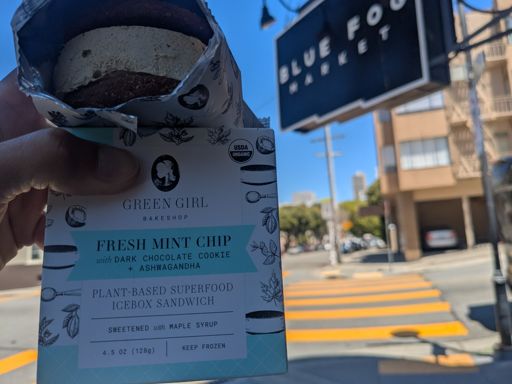 BLUE FOG
MARKET
USDA
ORGANIC
GREEN GIRL
BAKESHOP
FRESH MINT CHIP
with DARK CHOCOLATE COOKIE
+ ASHWAGANDHA
PLANT-BASED SUPERFOOD
ICEBOX SANDWICH
SWEETENED with MAPLE SYRUP
4.5 OZ (128g) KEEP FROZEN